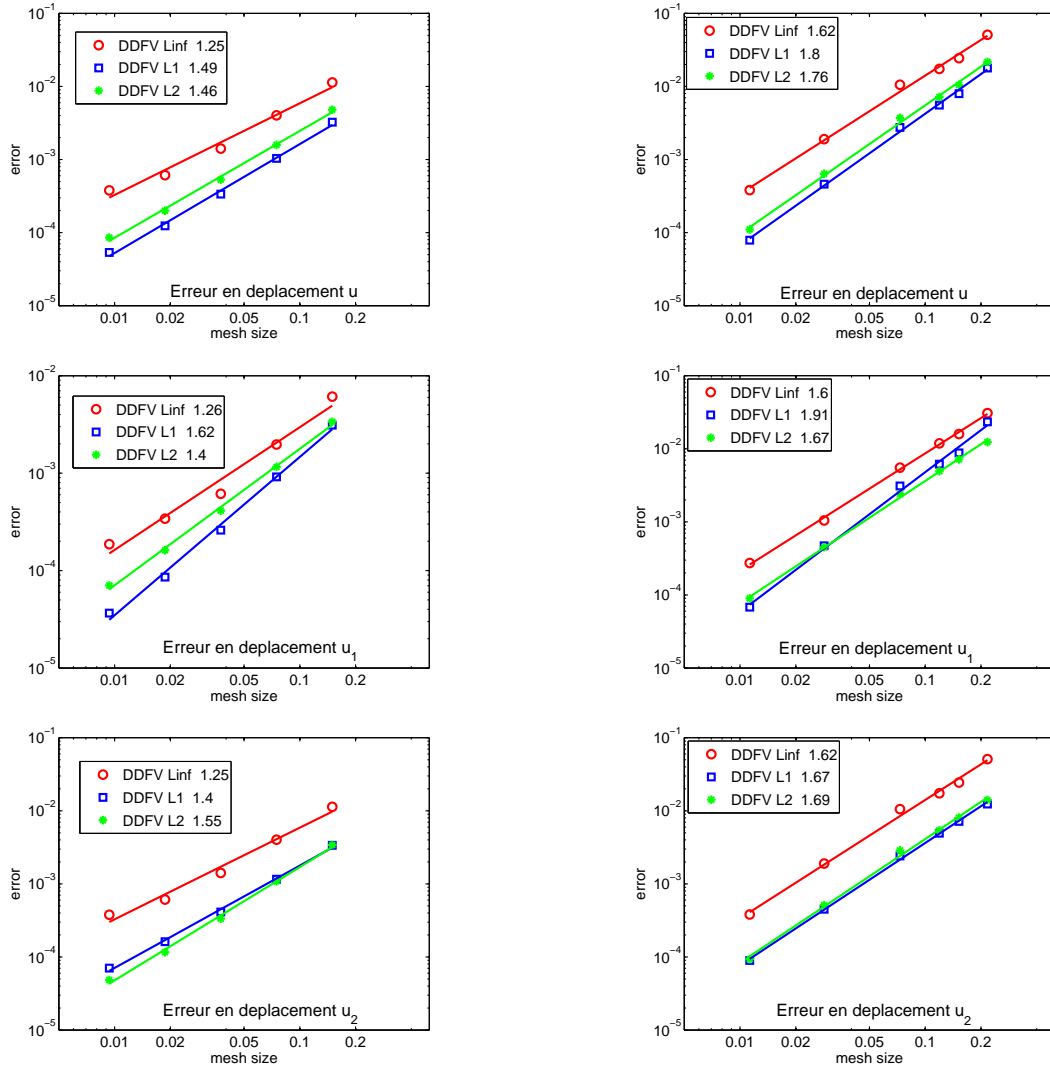 10^-1
DDFV Linf 1.25
DDFV L1 1.49
DDFV L2 1.46
10^-2
10^-3
10^-4
10^-5
error
Erreur en deplacement u
0.01 0.02 0.05 0.1 0.2
mesh size
10^-1
DDFV Linf 1.62
DDFV L1 1.8
DDFV L2 1.76
10^-2
10^-3
10^-4
10^-5
error
Erreur en deplacement u
0.01 0.02 0.05 0.1 0.2
mesh size
10^-2
DDFV Linf 1.26
DDFV L1 1.62
DDFV L2 1.4
10^-3
10^-4
10^-5
error
Erreur en deplacement u_1
0.01 0.02 0.05 0.1 0.2
mesh size
10^-1
DDFV Linf 1.6
DDFV L1 1.91
DDFV L2 1.67
10^-2
10^-3
10^-4
10^-5
error
Erreur en deplacement u_1
0.01 0.02 0.05 0.1 0.2
mesh size
10^-1
DDFV Linf 1.25
DDFV L1 1.4
DDFV L2 1.55
10^-2
10^-3
10^-4
10^-5
error
Erreur en deplacement u_2
0.01 0.02 0.05 0.1 0.2
mesh size
10^-1
DDFV Linf 1.62
DDFV L1 1.67
DDFV L2 1.69
10^-2
10^-3
10^-4
10^-5
error
Erreur en deplacement u_2
0.01 0.02 0.05 0.1 0.2
mesh size